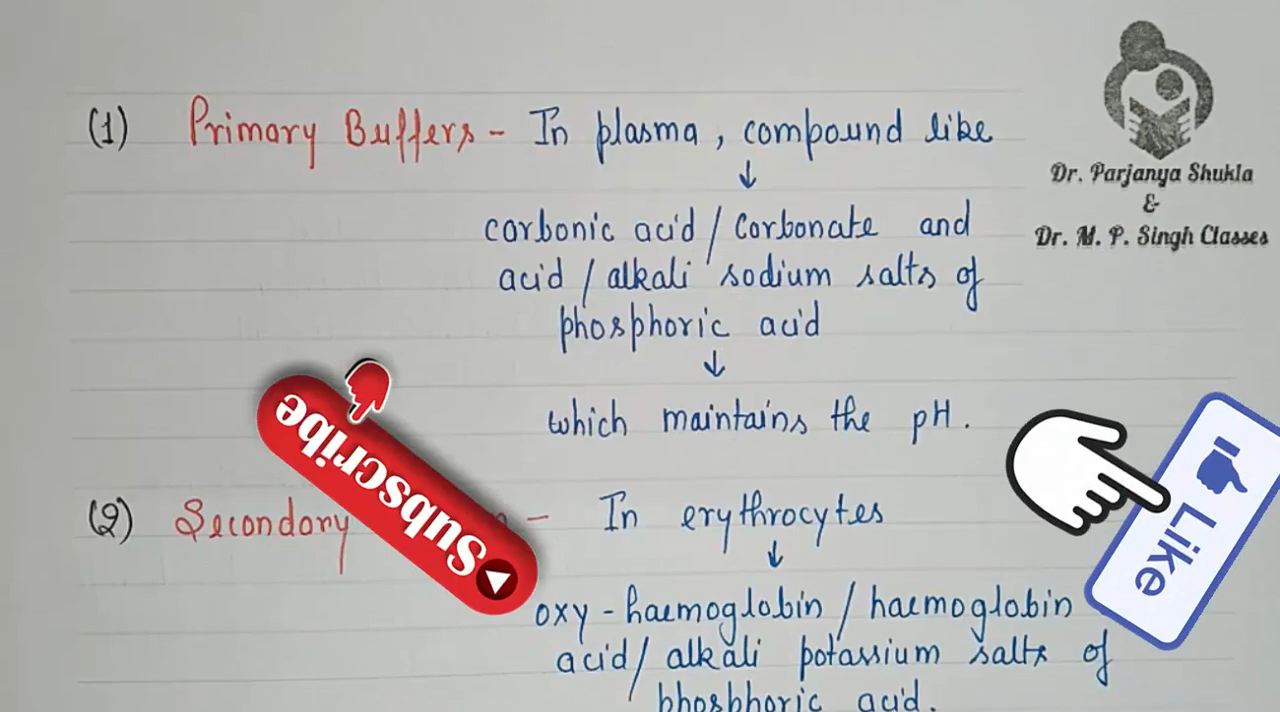 (1) Primary Buffers - In plasma, compound like
↓
carbonic acid / carbonate and
acid / alkali sodium salts of
phosphoric acid
↓
which maintains the pH.
(2) Secondary - In erythrocytes
↓
oxy-haemoglobin / haemoglobin
acid / alkali potassium salts of
phosphoric acid.
Dr. Parjanya Shukla
&
Dr. M. P. Singh Classes
Subscribe
Like